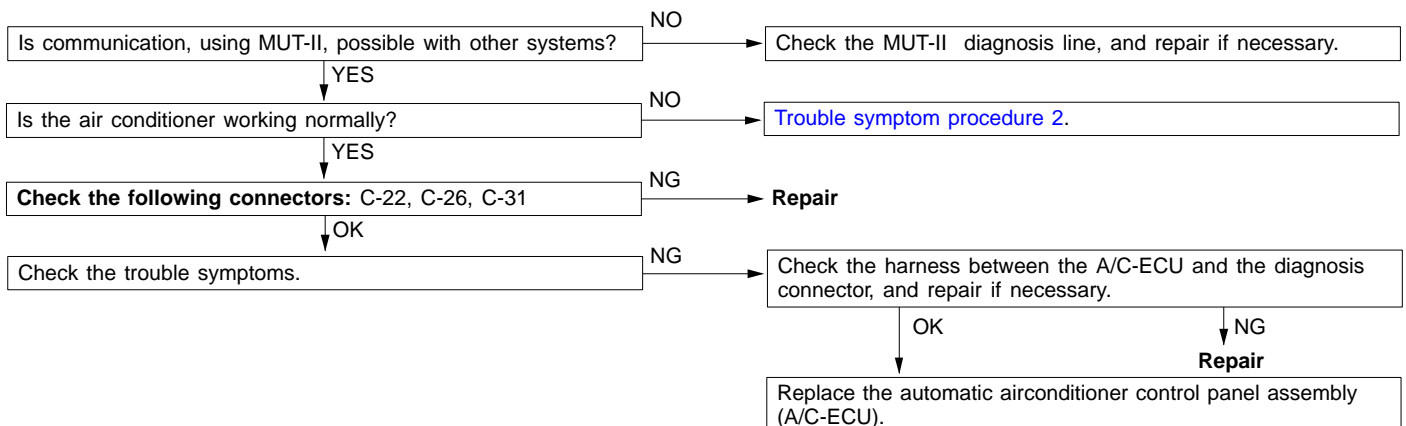 NO
Is communication, using MUT-II, possible with other systems?
Check the MUT-II diagnosis line, and repair if necessary.
YES
NO
Is the air conditioner working normally?
Trouble symptom procedure 2.
YES
NG
Check the following connectors: C-22, C-26, C-31
Repair
OK
NG
Check the trouble symptoms.
Check the harness between the A/C-ECU and the diagnosis
connector, and repair if necessary.
OK
NG
Repair
Replace the automatic airconditioner control panel assembly
(A/C-ECU).